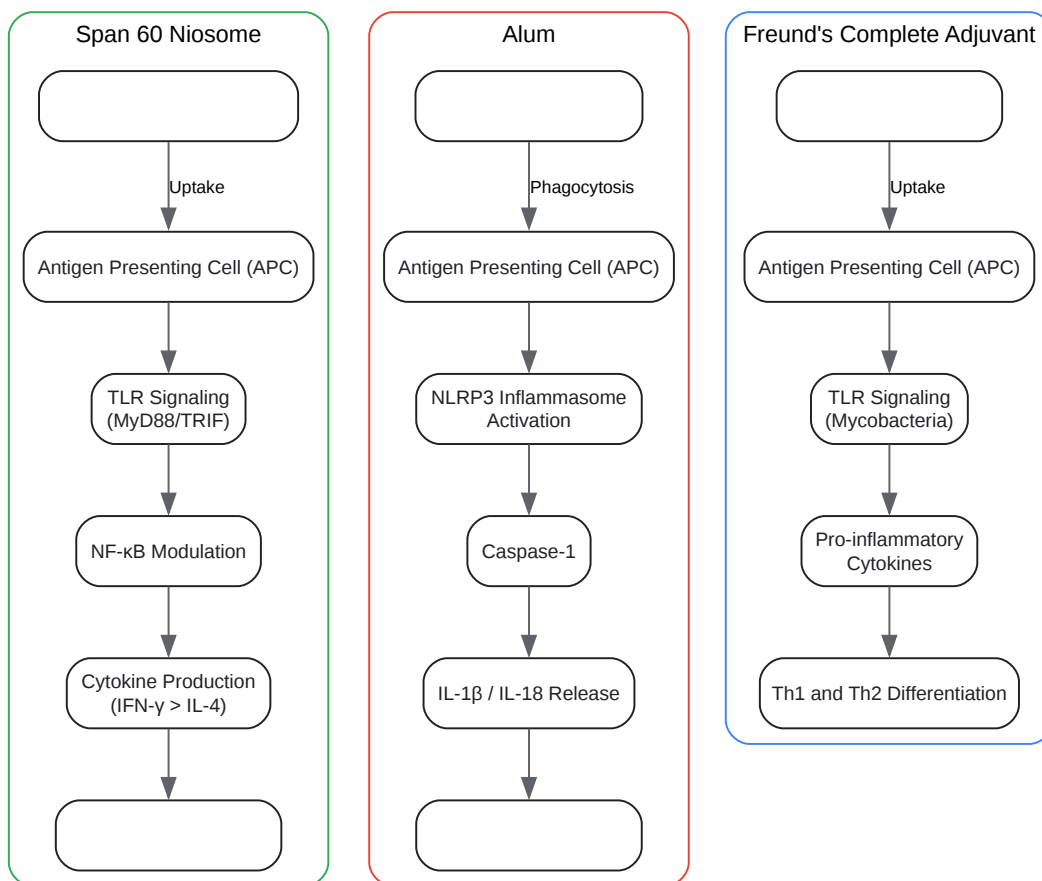 Span 60 Niosome
Uptake
Antigen Presenting Cell (APC)
TLR Signaling
(MyD88/TRIF)
NF-κB Modulation
Cytokine Production
(IFN-γ > IL-4)
Alum
Phagocytosis
Antigen Presenting Cell (APC)
NLRP3 Inflammasome
Activation
Caspase-1
IL-1β / IL-18 Release
Freund's Complete Adjuvant
Uptake
Antigen Presenting Cell (APC)
TLR Signaling
(Mycobacteria)
Pro-inflammatory
Cytokines
Th1 and Th2 Differentiation